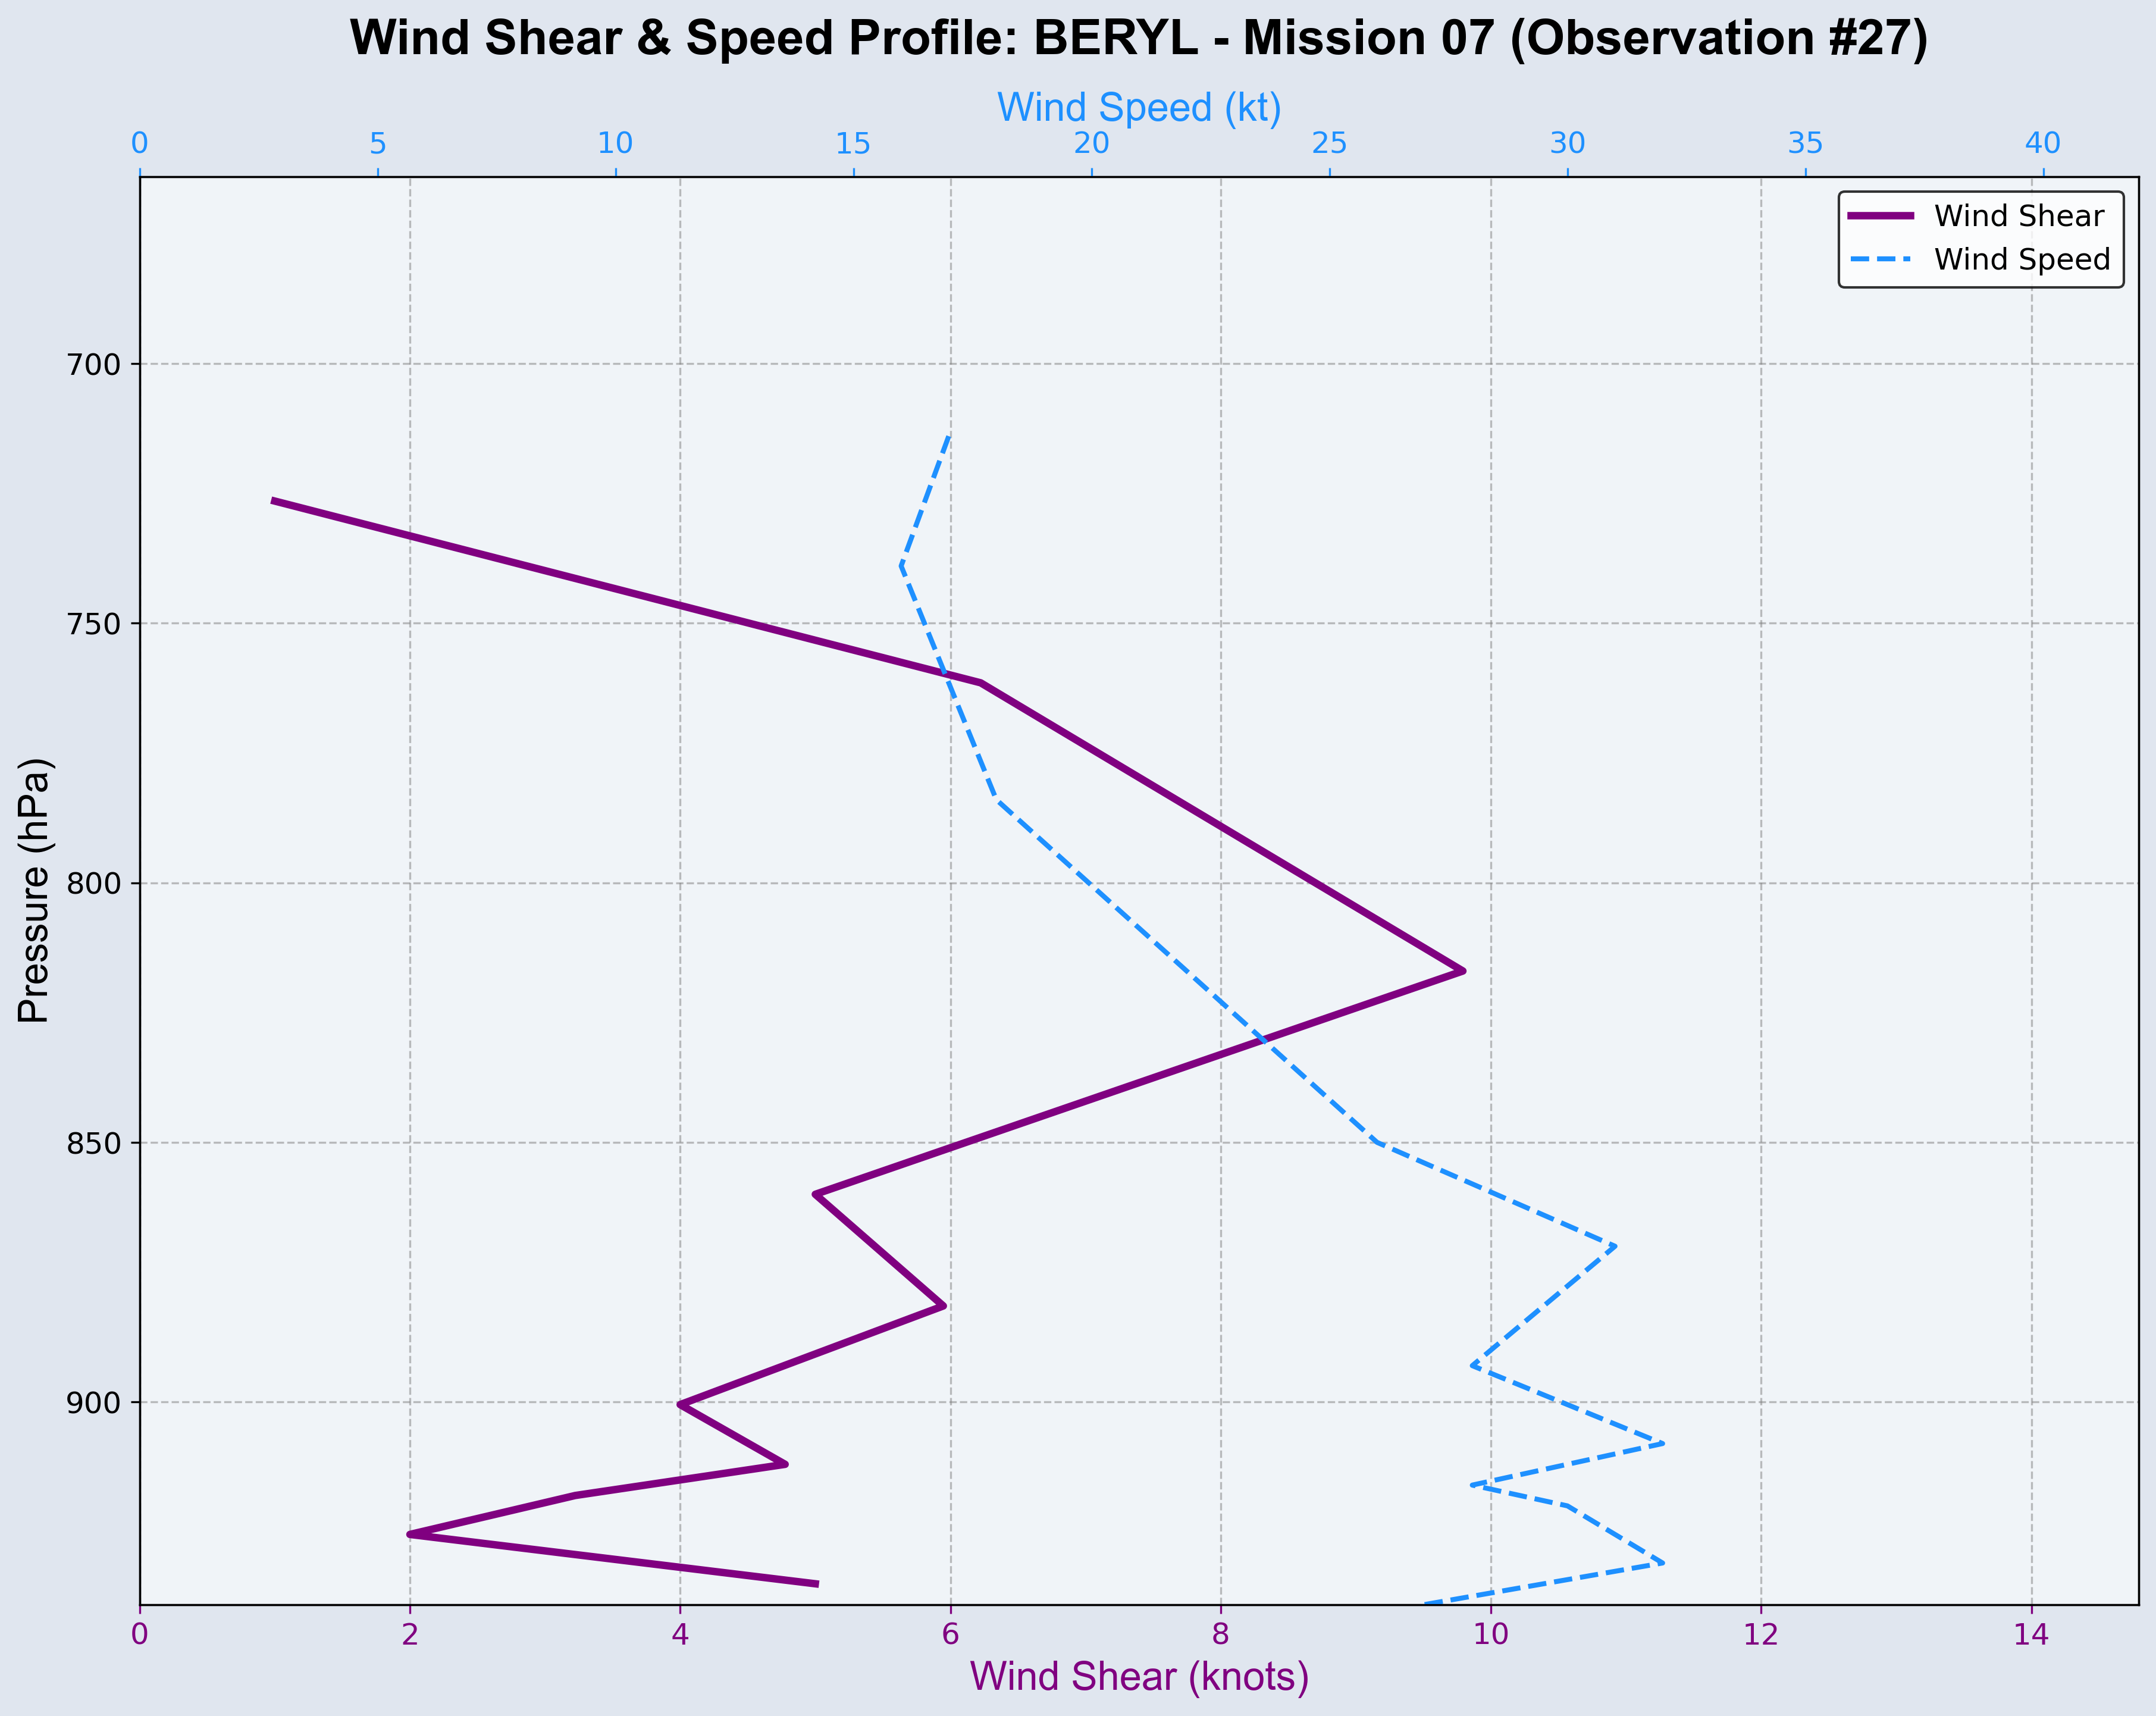 Wind Shear & Speed Profile: BERYL - Mission 07 (Observation #27)
Wind Speed (kt)
0 5 10 15 20 25 30 35 40
Wind Shear
Wind Speed
700
750
800
850
900
Pressure (hPa)
0 2 4 6 8 10 12 14
Wind Shear (knots)